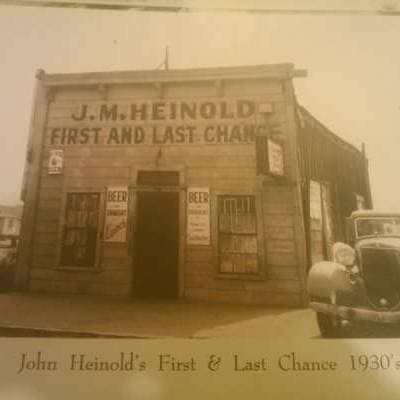 J.M. HEINOLD
FIRST AND LAST CHANCE
BEER
BEER
John Heinold's First & Last Chance 1930's